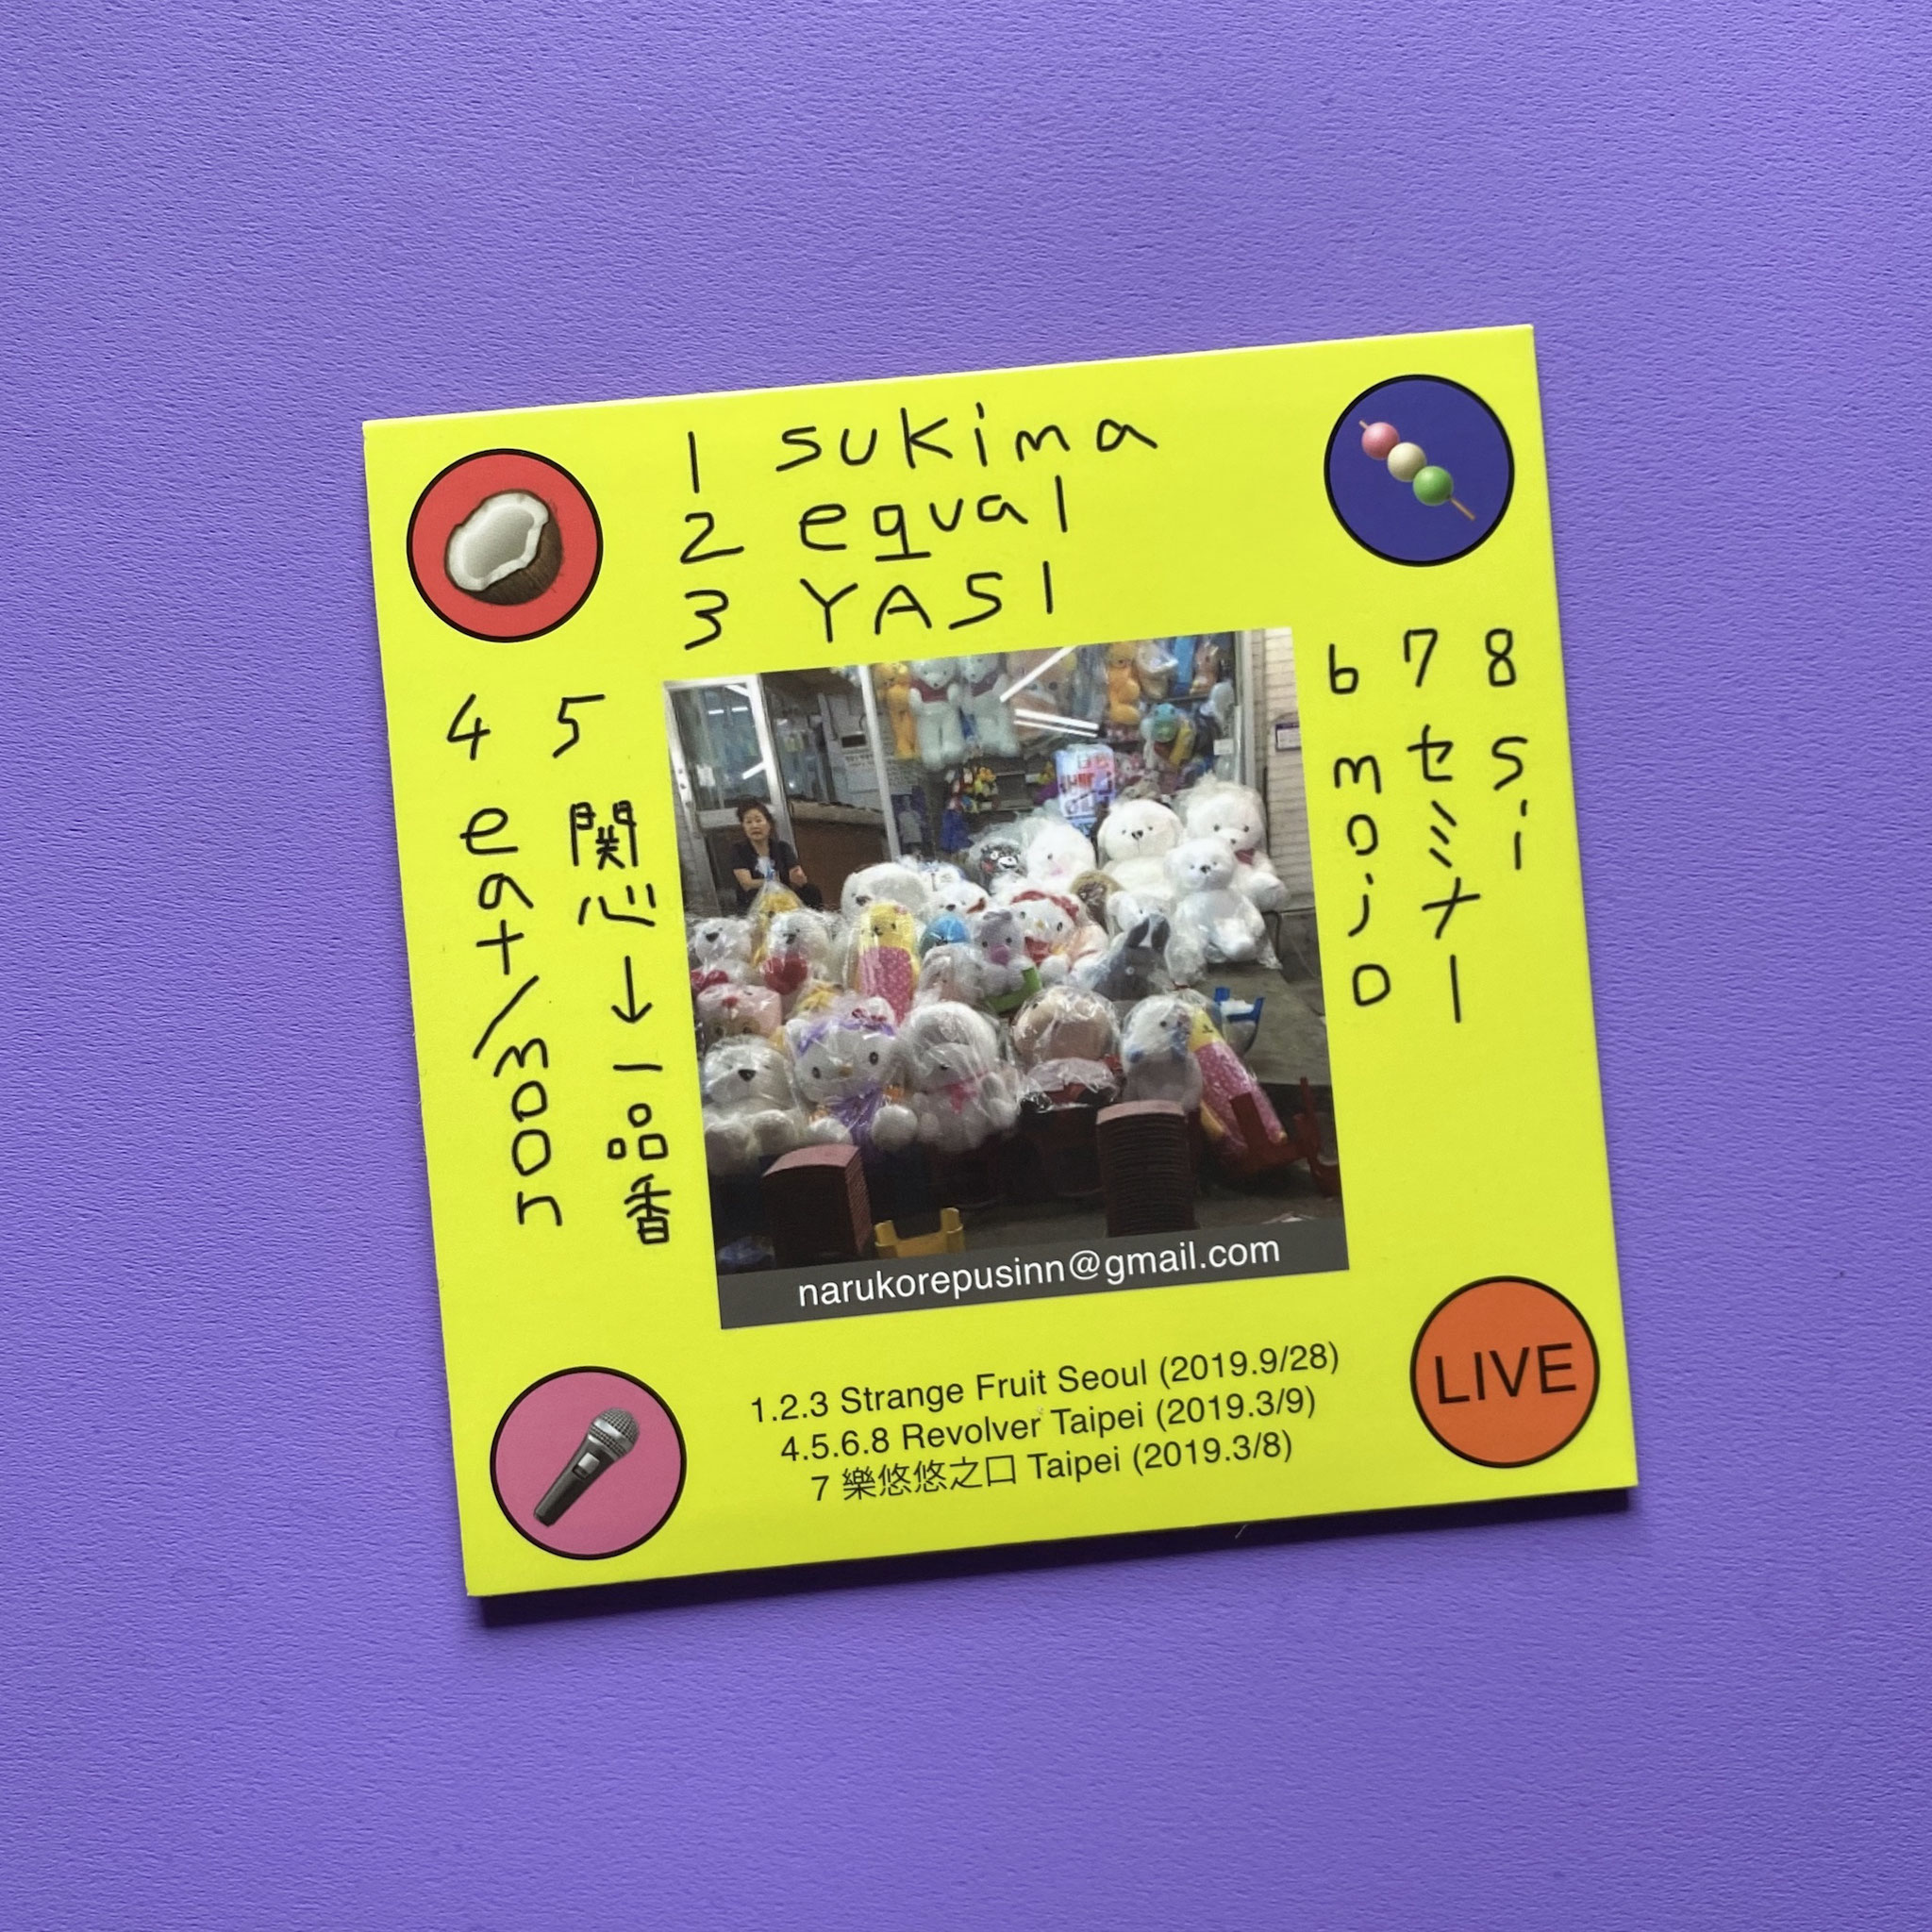 1 sukima
2 equal
3 YASI
4 eat/moon
5 関心→一品香
6 mojo
7 セミナー
8 si
narukorepusinn@gmail.com
1.2.3 Strange Fruit Seoul (2019.9/28)
4.5.6.8 Revolver Taipei (2019.3/9)
7 樂悠悠之口 Taipei (2019.3/8)
LIVE